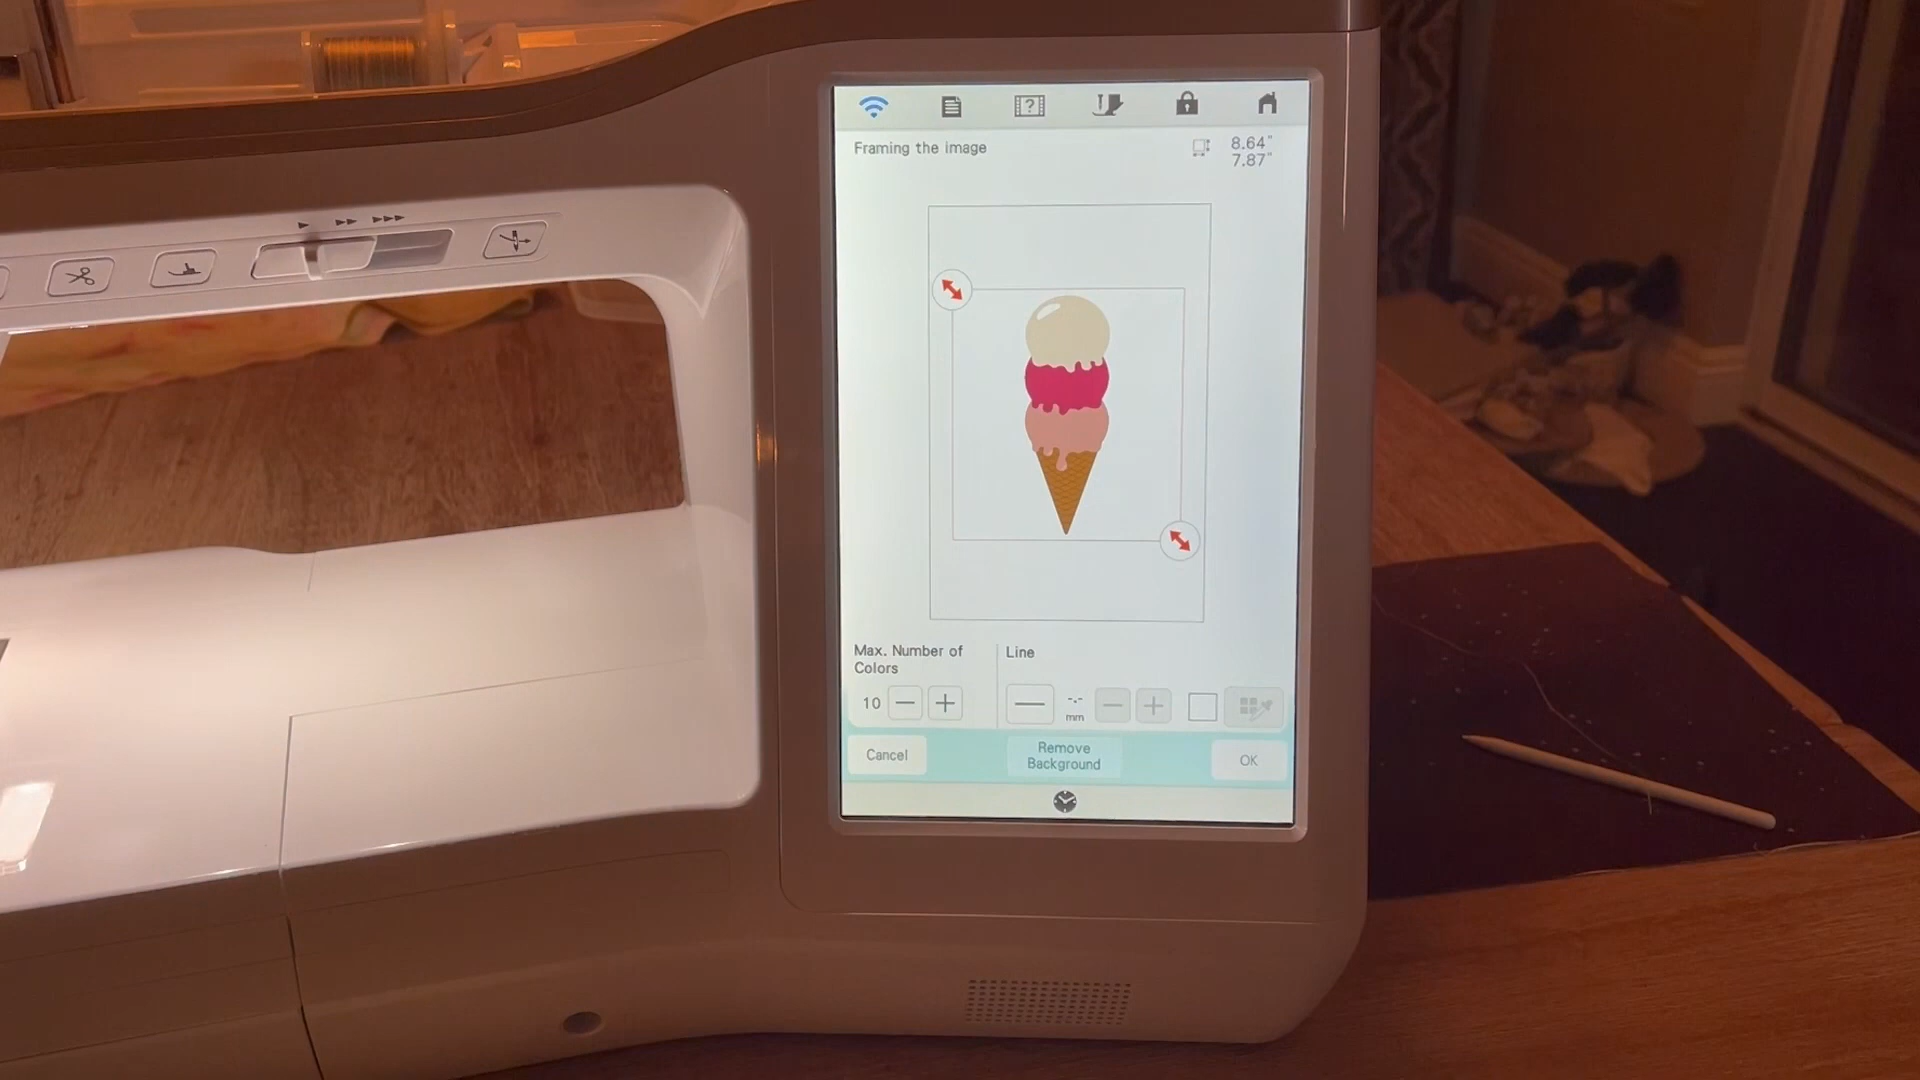 Framing the image
8.64"
7.87"
Max. Number of
Colors
Line
10
-.-
mm
Cancel
Remove
Background
OK